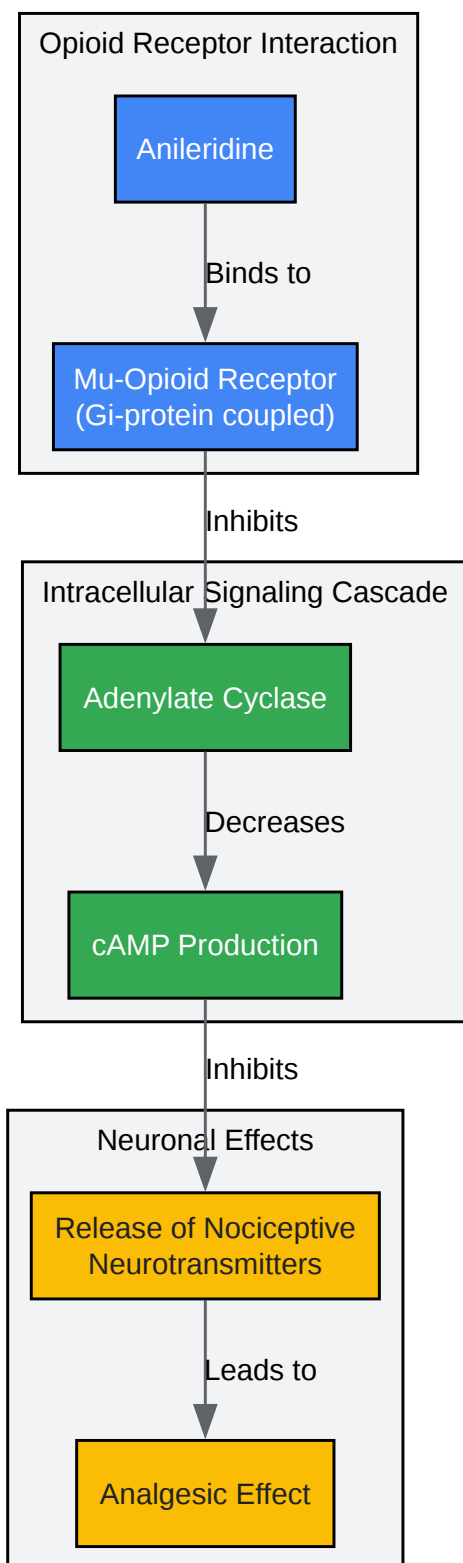 Opioid Receptor Interaction
Anileridine
Binds to
Mu-Opioid Receptor
(Gi-protein coupled)
Inhibits
Intracellular Signaling Cascade
Adenylate Cyclase
Decreases
cAMP Production
Inhibits
Neuronal Effects
Release of Nociceptive
Neurotransmitters
Leads to
Analgesic Effect